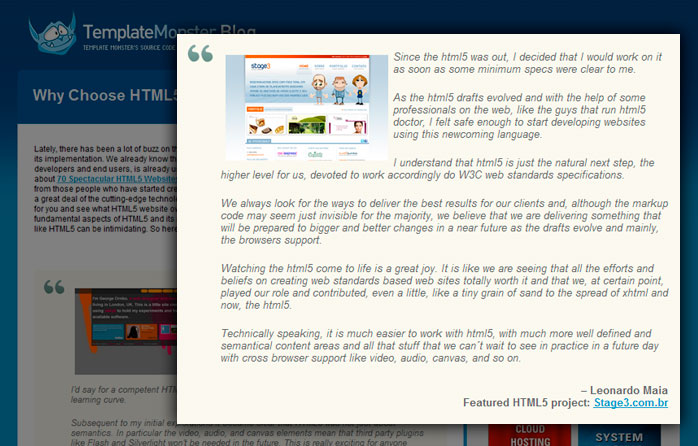 TemplateMonster Blog
TEMPLATE MONSTER'S SOURCE CODE
Why Choose HTML5
Lately, there has been a lot of buzz on th
its implementation. We already know th
developers and end users, is already u
about 70 Spectacular HTML5 Websites
from those people who have started cre
a great deal of the cutting-edge technolo
for you and see what HTML5 website ow
fundamental aspects of HTML5 and its
like HTML5 can be intimidating. So here
I'd say for a competent HTM
learning curve.
Subsequent to my initial exp
semantics. In particular the video, audio, and canvas elements mean that third party plugins
like Flash and Silverlight won't be needed in the future. This is really exciting for anyone
stage3
Since the html5 was out, I decided that I would work on it
as soon as some minimum specs were clear to me.
As the html5 drafts evolved and with the help of some
professionals on the web, like the guys that run html5
doctor, I felt safe enough to start developing websites
using this newcoming language.
I understand that html5 is just the natural next step, the
higher level for us, devoted to work accordingly do W3C web standards specifications.
We always look for the ways to deliver the best results for our clients and, although the markup
code may seem just invisible for the majority, we believe that we are delivering something that
will be prepared to bigger and better changes in a near future as the drafts evolve and mainly,
the browsers support.
Watching the html5 come to life is a great joy. It is like we are seeing that all the efforts and
beliefs on creating web standards based web sites totally worth it and that we, at certain point,
played our role and contributed, even a little, like a tiny grain of sand to the spread of xhtml and
now, the html5.
Technically speaking, it is much easier to work with html5, with much more well defined and
semantical content areas and all that stuff that we can´t wait to see in practice in a future day
with cross browser support like video, audio, canvas, and so on.
– Leonardo Maia
Featured HTML5 project: Stage3.com.br
CLOUD
HOSTING
SYSTEM